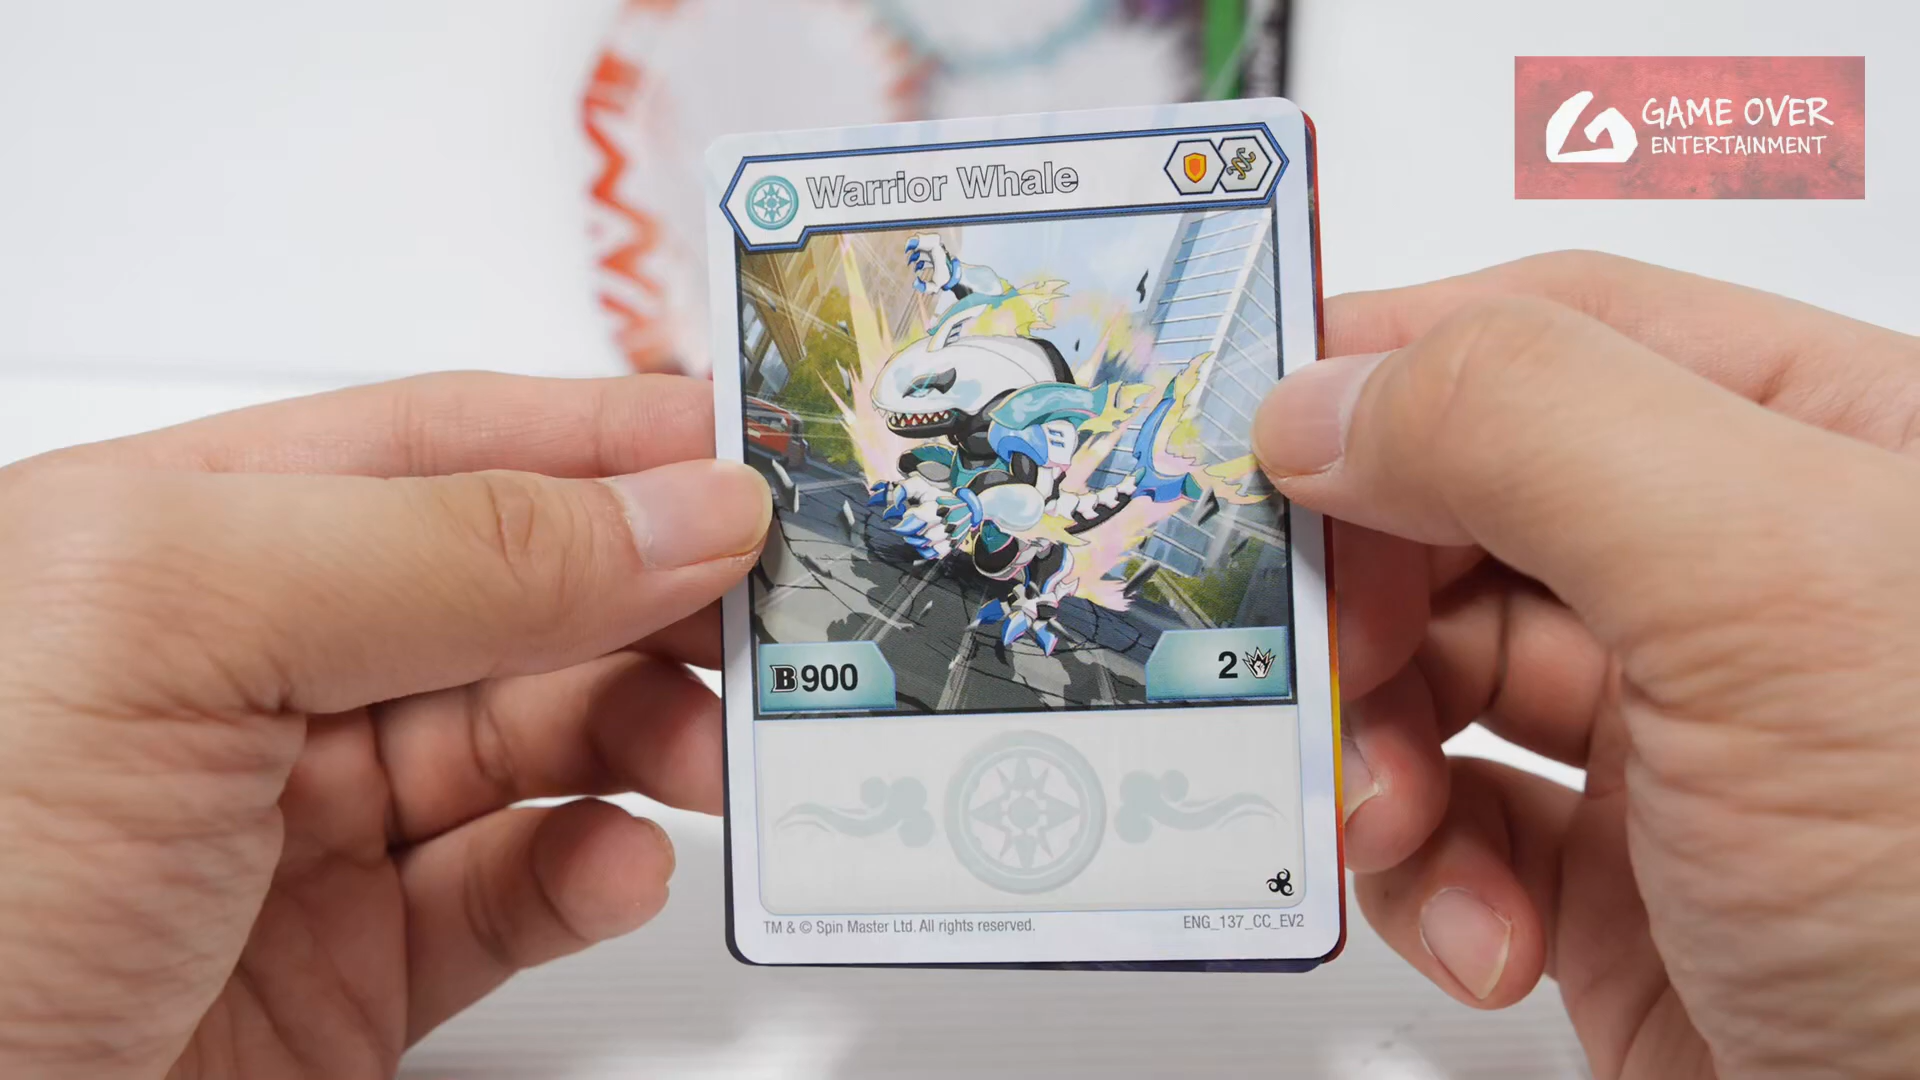 GAME OVER
ENTERTAINMENT
Warrior Whale
B900
2
TM & © Spin Master Ltd. All rights reserved.
ENG_137_CC_EV2